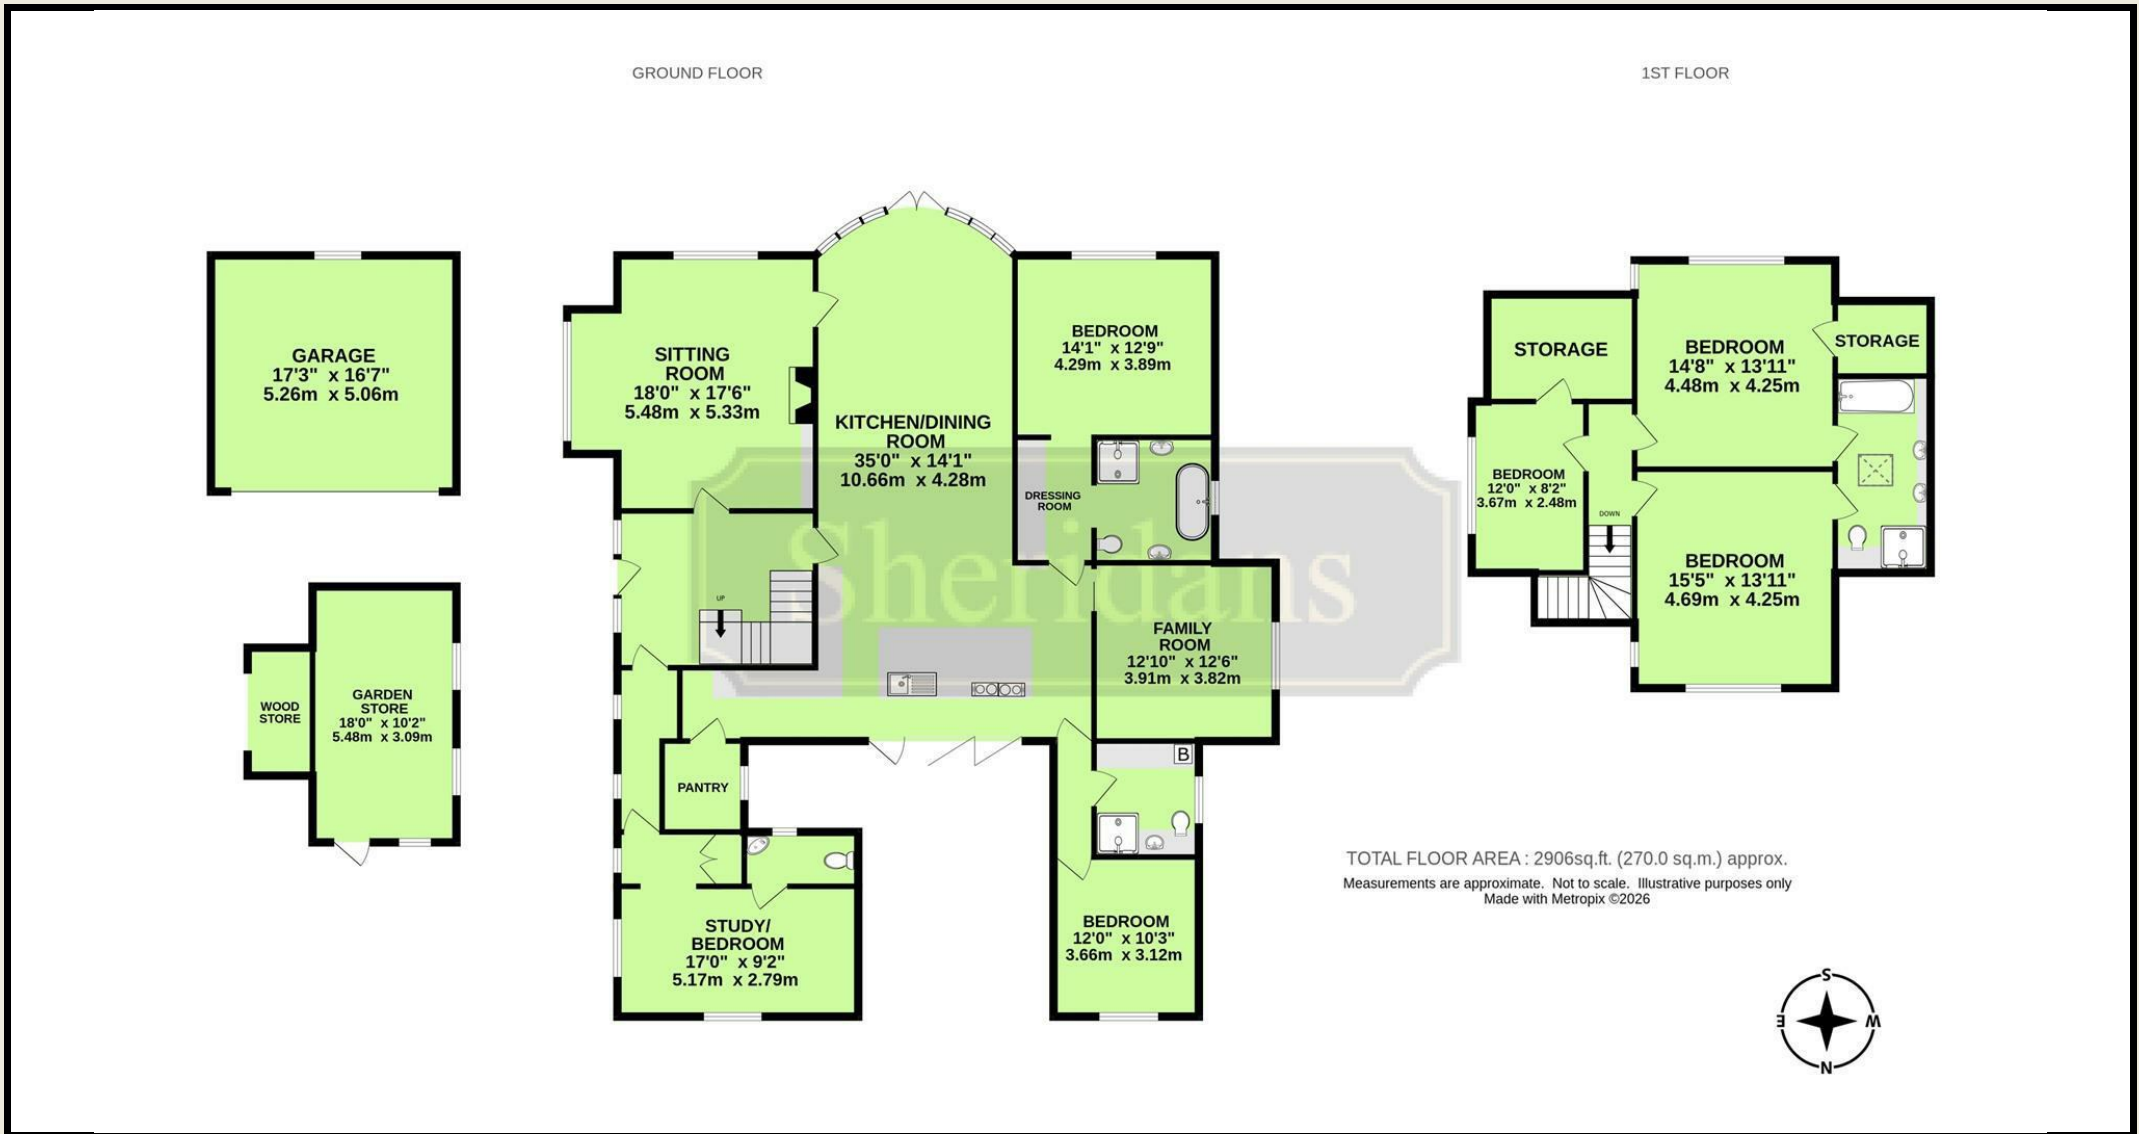 GROUND FLOOR
1ST FLOOR
GARAGE
17'3" x 16'7"
5.26m x 5.06m
SITTING
ROOM
18'0" x 17'6"
5.48m x 5.33m
KITCHEN/DINING
ROOM
35'0" x 14'1"
10.66m x 4.28m
BEDROOM
14'1" x 12'9"
4.29m x 3.89m
DRESSING
ROOM
UP
FAMILY
ROOM
12'10" x 12'6"
3.91m x 3.82m
WOOD
STORE
GARDEN
STORE
18'0" x 10'2"
5.48m x 3.09m
PANTRY
B
STUDY/
BEDROOM
17'0" x 9'2"
5.17m x 2.79m
BEDROOM
12'0" x 10'3"
3.66m x 3.12m
Sheridans
STORAGE
BEDROOM
14'8" x 13'11"
4.48m x 4.25m
STORAGE
BEDROOM
12'0" x 8'2"
3.67m x 2.48m
DOWN
BEDROOM
15'5" x 13'11"
4.69m x 4.25m
TOTAL FLOOR AREA : 2906sq.ft. (270.0 sq.m.) approx.
Measurements are approximate. Not to scale. Illustrative purposes only
Made with Metropix ©2026
S
E
W
N